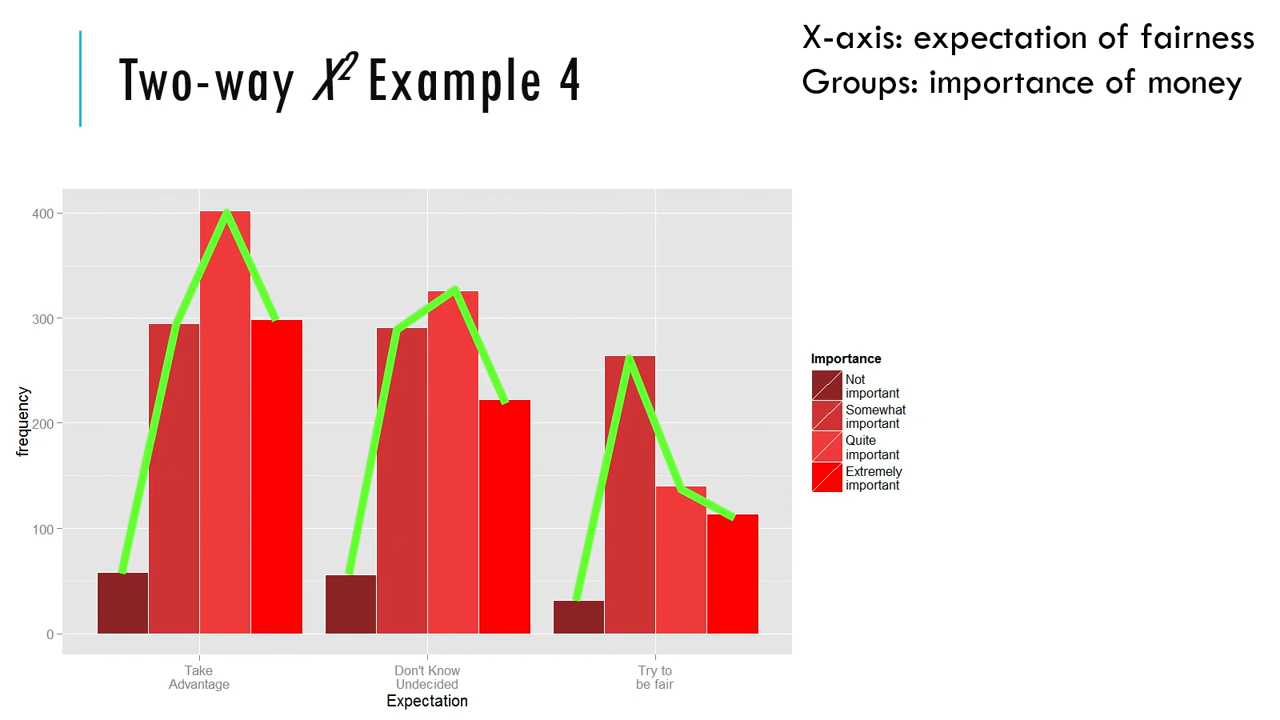 Two-way X² Example 4
X-axis: expectation of fairness
Groups: importance of money
400
300
200
100
0
frequency
Take
Advantage
Don't Know
Undecided
Try to
be fair
Expectation
Importance
Not
important
Somewhat
important
Quite
important
Extremely
important